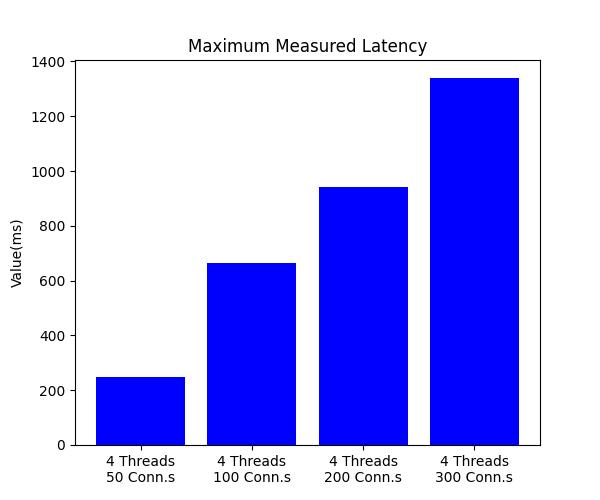 Maximum Measured Latency
Value(ms)
1400
1200
1000
800
600
400
200
0
4 Threads 4 Threads 4 Threads 4 Threads
50 Conn.s 100 Conn.s 200 Conn.s 300 Conn.s